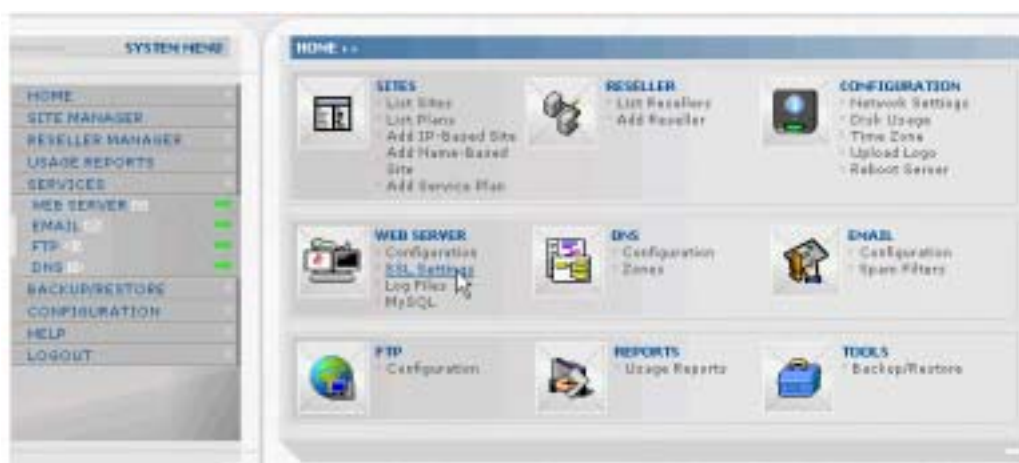 SYSTEM MENU
HOME
SITE MANAGER
RESELLER MANAGER
USAGE REPORTS
SERVICES
WEB SERVER
EMAIL
FTP
DNS
BACKUP/RESTORE
CONFIGURATION
HELP
LOGOUT
HOME
SITES
List Sites
List Plans
Add IP-Based Site
Add Name-Based
Site
Add Service Plan
RESELLER
List Resellers
Add Reseller
CONFIGURATION
Network Settings
Disk Usage
Time Zone
Upload Logo
Reboot Server
WEB SERVER
Configuration
SSL Settings
Log Files
MySQL
DNS
Configuration
Zones
EMAIL
Configuration
Spam Filters
FTP
Configuration
REPORTS
Usage Reports
TOOLS
Backup/Restore